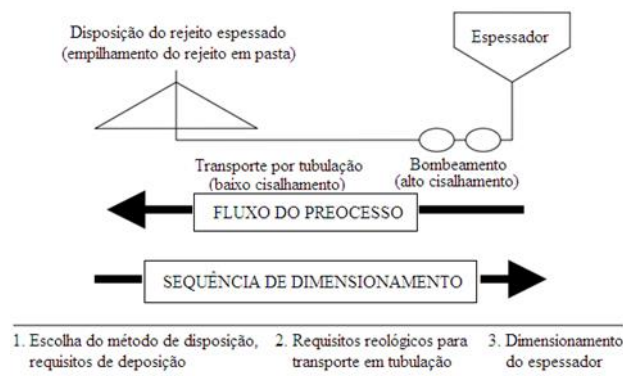 Disposição do rejeito espessado
(empilhamento do rejeito em pasta)
Espessador
Transporte por tubulação
(baixo cisalhamento)
Bombeamento
(alto cisalhamento)
FLUXO DO PREOCESSO
SEQUÊNCIA DE DIMENSIONAMENTO
1. Escolha do método de disposição,
requisitos de deposição
2. Requisitos reológicos para
transporte em tubulação
3. Dimensionamento
do espessador